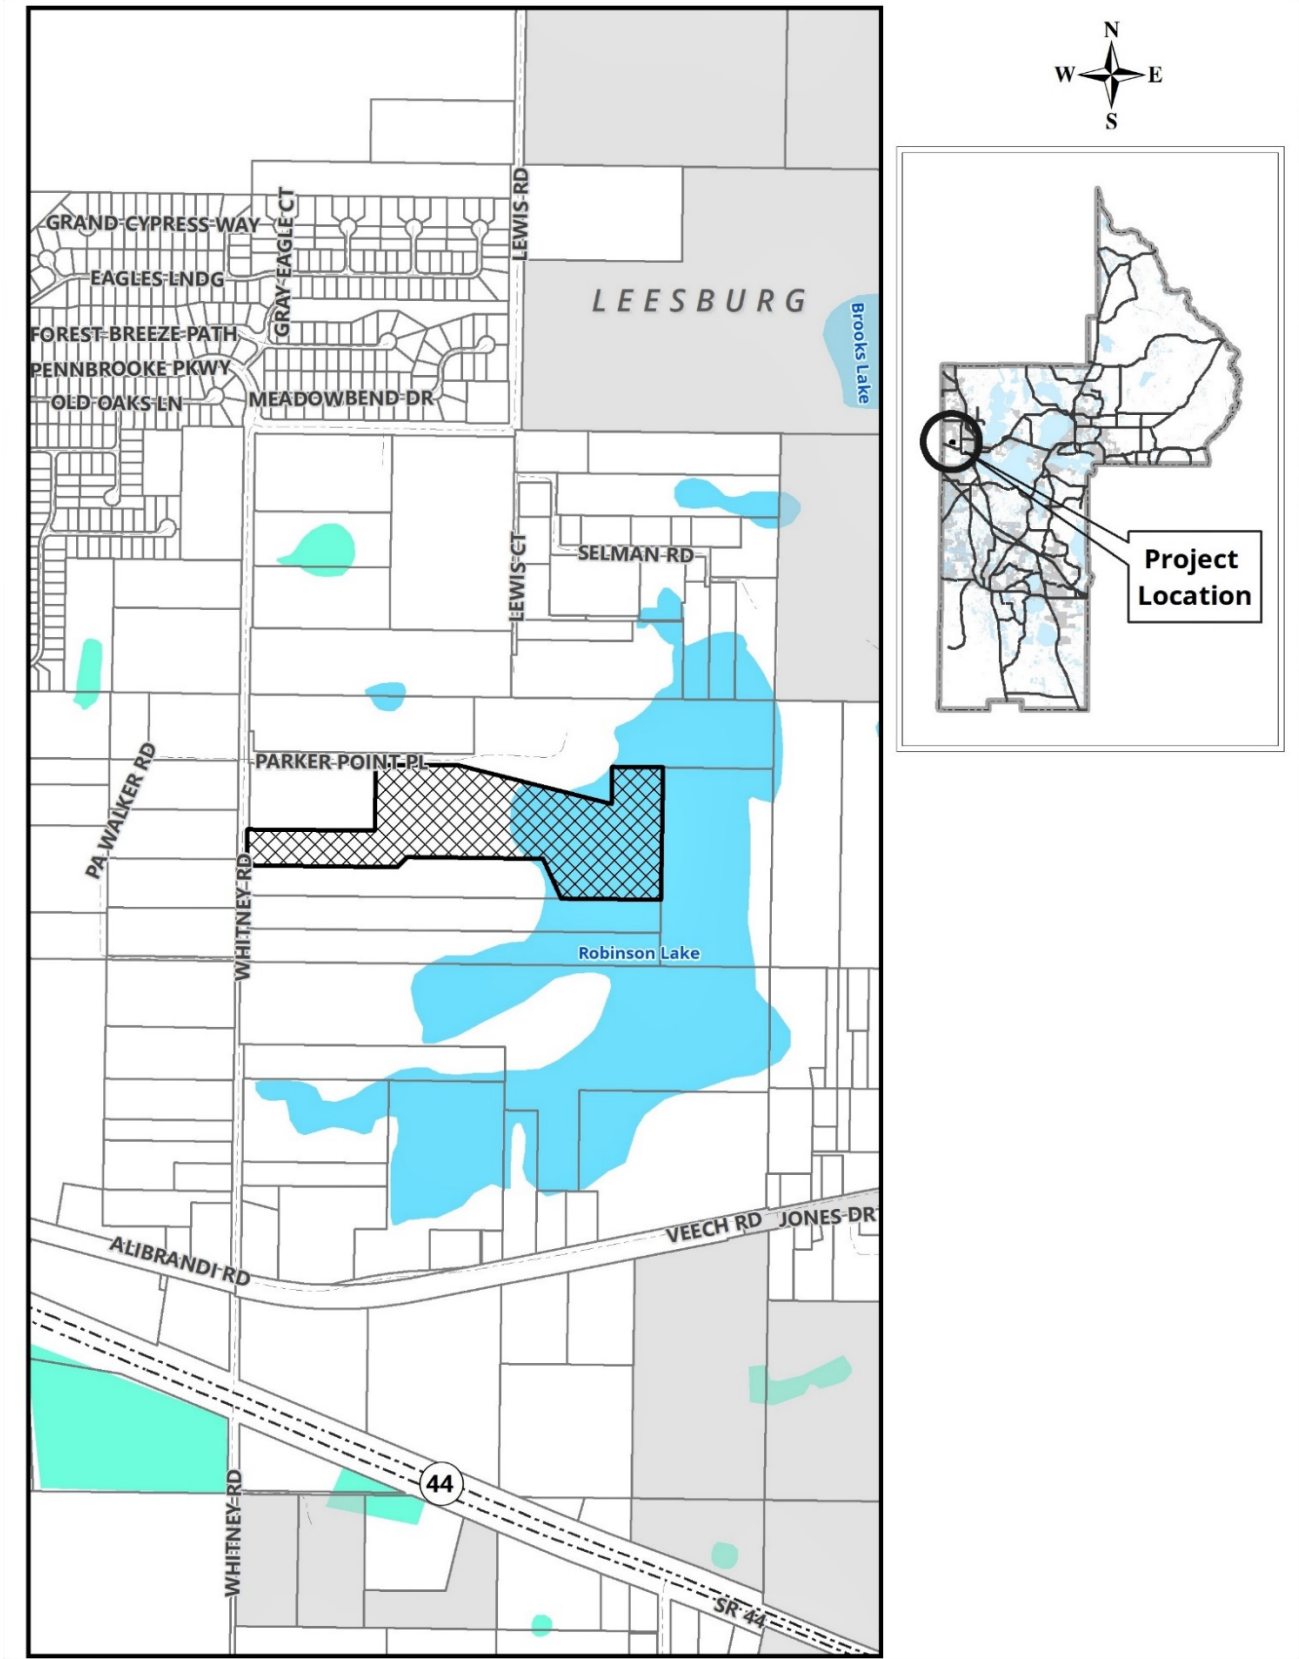 N
W E
S
LEWIS RD
GRAND CYPRESS WAY
GRAY EAGLE CT
EAGLES LNDG
LEESBURG
Brooks Lake
FOREST BREEZE PATH
PENNBROOKE PKWY
OLD OAKS LN
MEADOWBEND DR
SELMAN RD
LEWIS CT
Project
Location
PARKER POINT PL
PA WALKER RD
WHITNEY RD
Robinson Lake
VEECH RD
JONES DR
ALIBRANDI RD
44
WHITNEY RD
SR 44